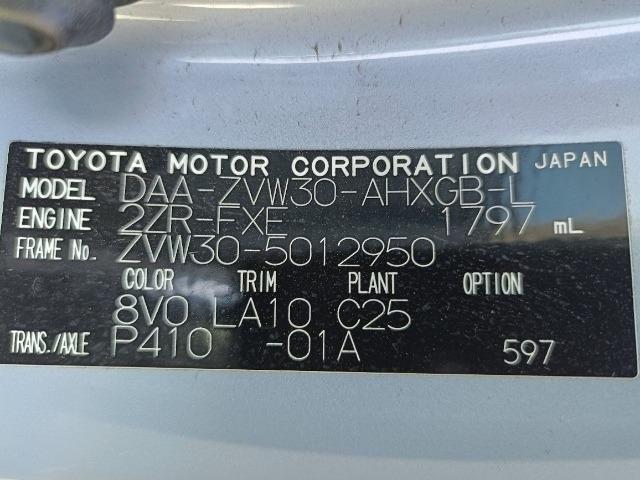 TOYOTA MOTOR CORPORATION JAPAN
MODEL DAA-ZVW30-AHXGB-L
ENGINE 2ZR-FXE 1797 mL
FRAME No. ZVW30-5012950
COLOR TRIM PLANT OPTION
8V0 LA10 C25
TRANS./AXLE P410 -01A 597